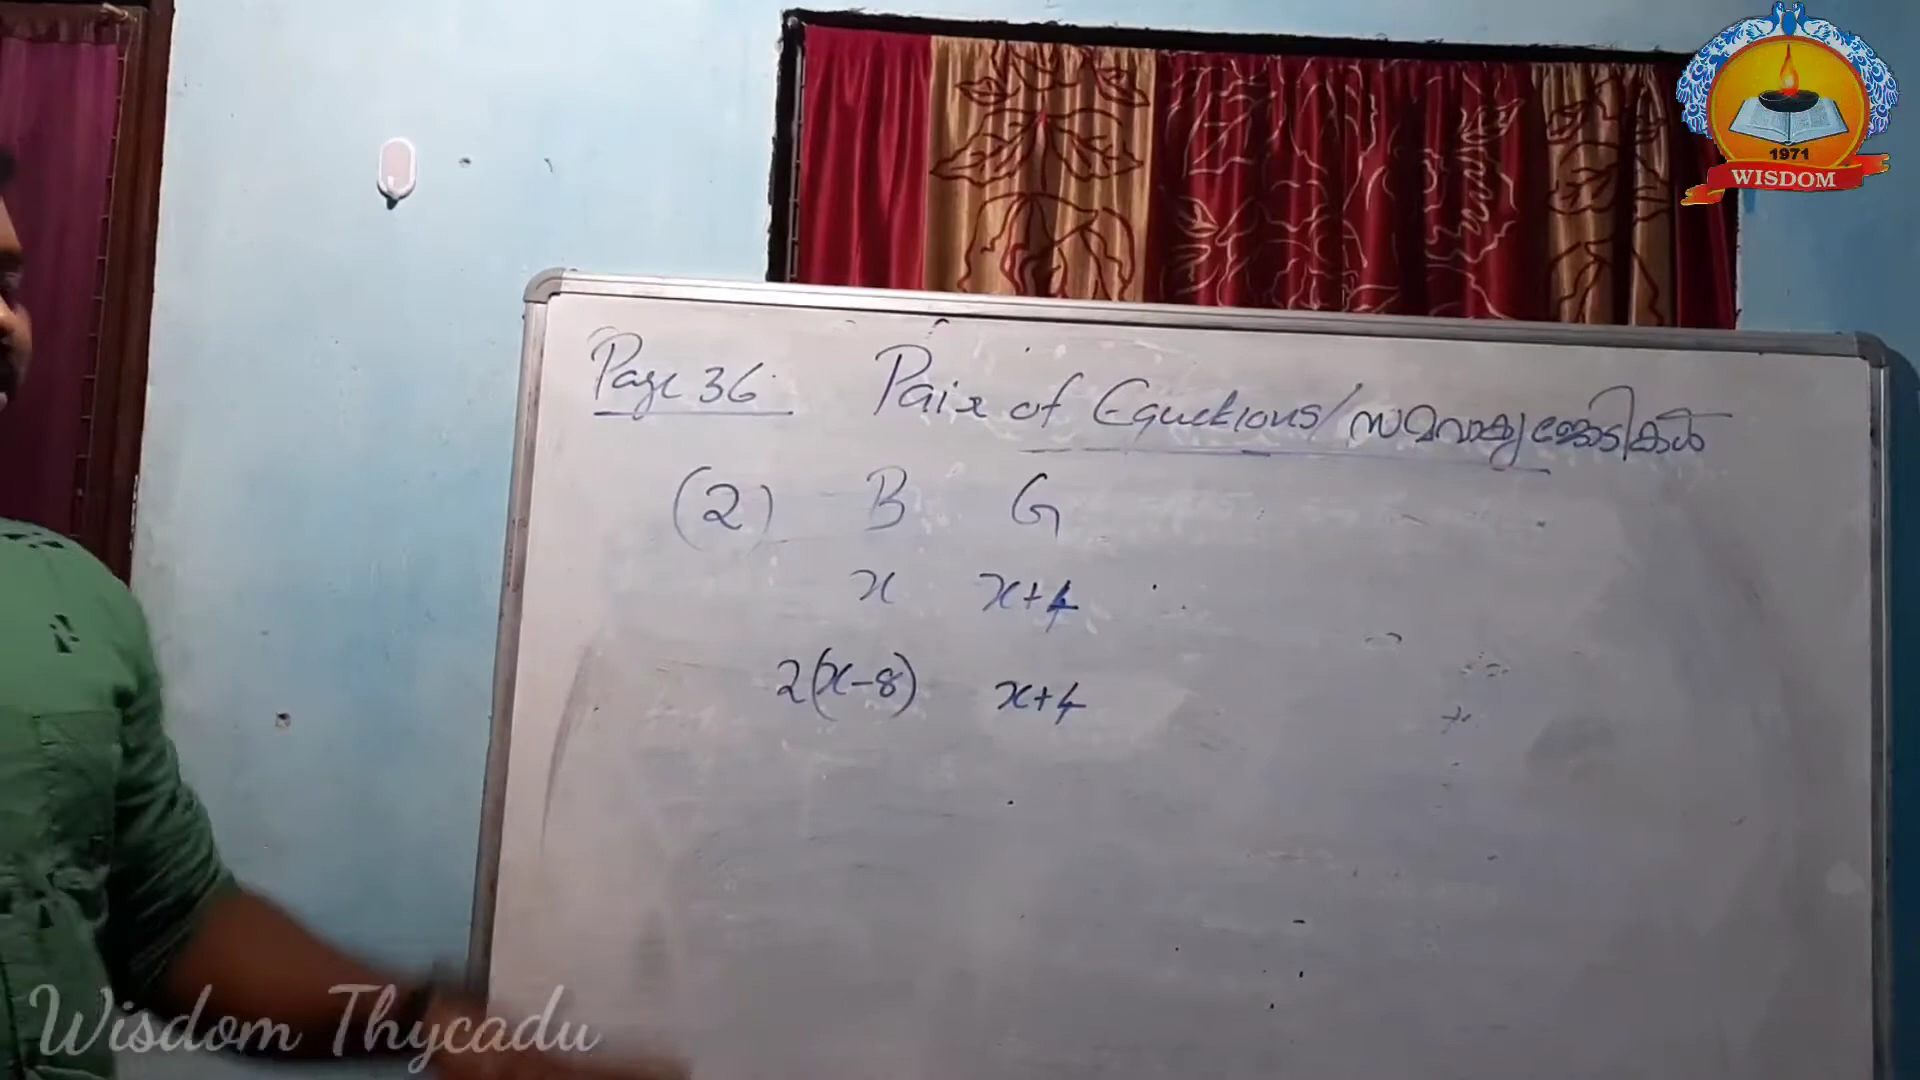 1971
WISDOM
Page 36 Pair of Equations/സമവാക്യജോടികൾ
(2) B G
x x+4
2(x-8) x+4
Wisdom Thycadu